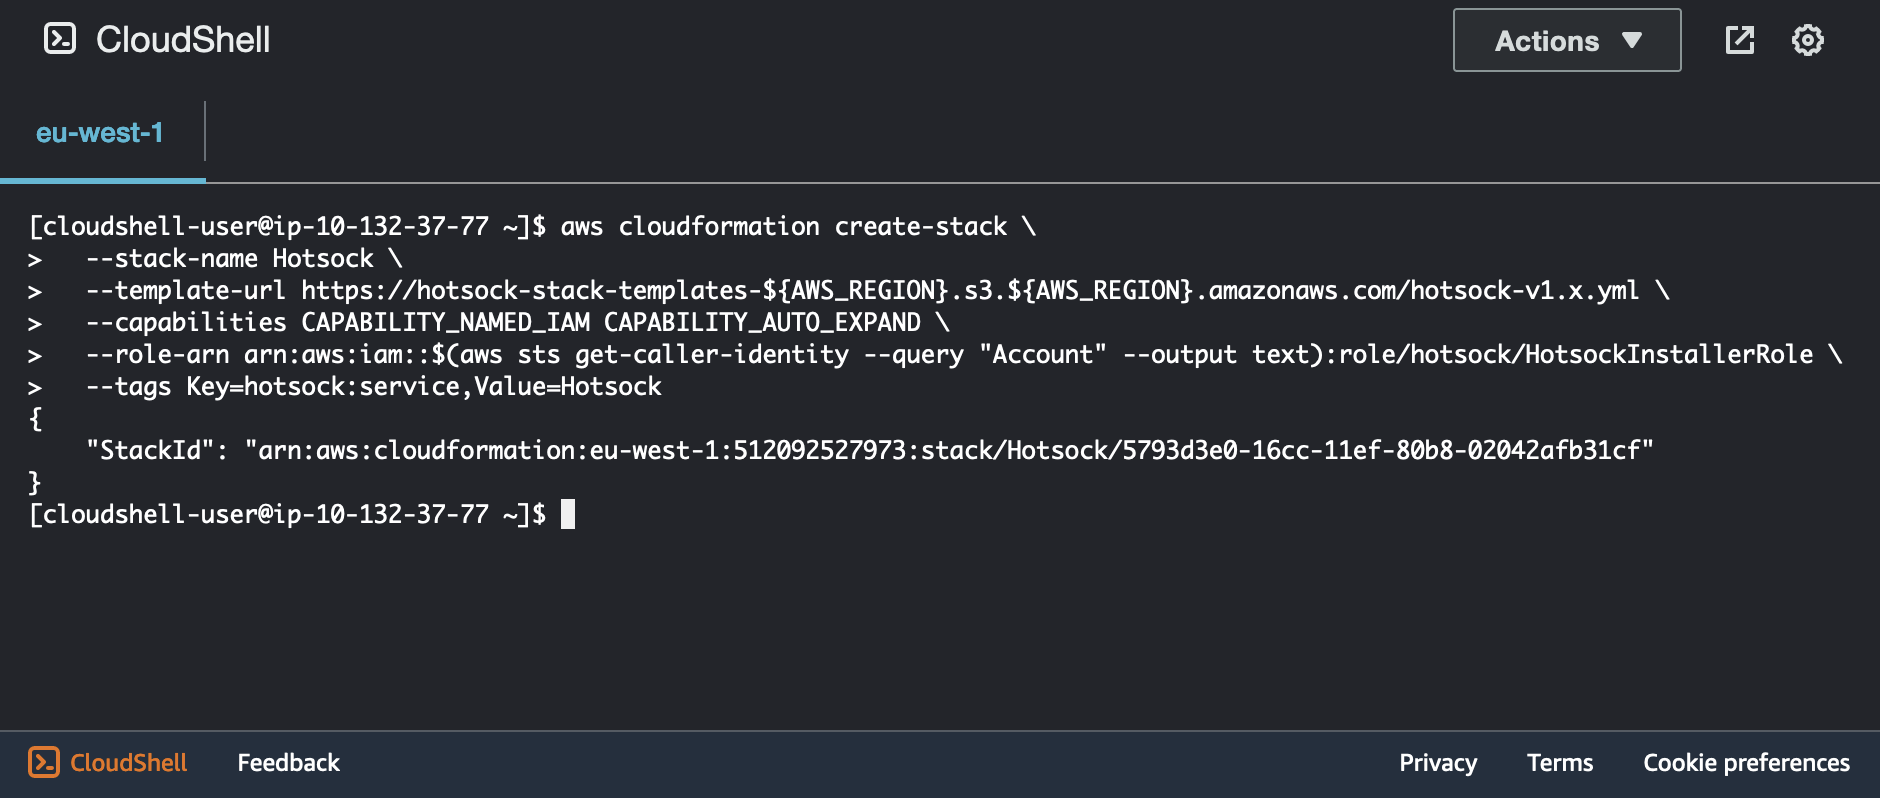 CloudShell
Actions ▼
eu-west-1
[cloudshell-user@ip-10-132-37-77 ~]$ aws cloudformation create-stack \
>   --stack-name Hotsock \
>   --template-url https://hotsock-stack-templates-${AWS_REGION}.s3.${AWS_REGION}.amazonaws.com/hotsock-v1.x.yml \
>   --capabilities CAPABILITY_NAMED_IAM CAPABILITY_AUTO_EXPAND \
>   --role-arn arn:aws:iam::$(aws sts get-caller-identity --query "Account" --output text):role/hotsock/HotsockInstallerRole \
>   --tags Key=hotsock:service,Value=Hotsock
{
    "StackId": "arn:aws:cloudformation:eu-west-1:512092527973:stack/Hotsock/5793d3e0-16cc-11ef-80b8-02042afb31cf"
}
[cloudshell-user@ip-10-132-37-77 ~]$
CloudShell Feedback Privacy Terms Cookie preferences